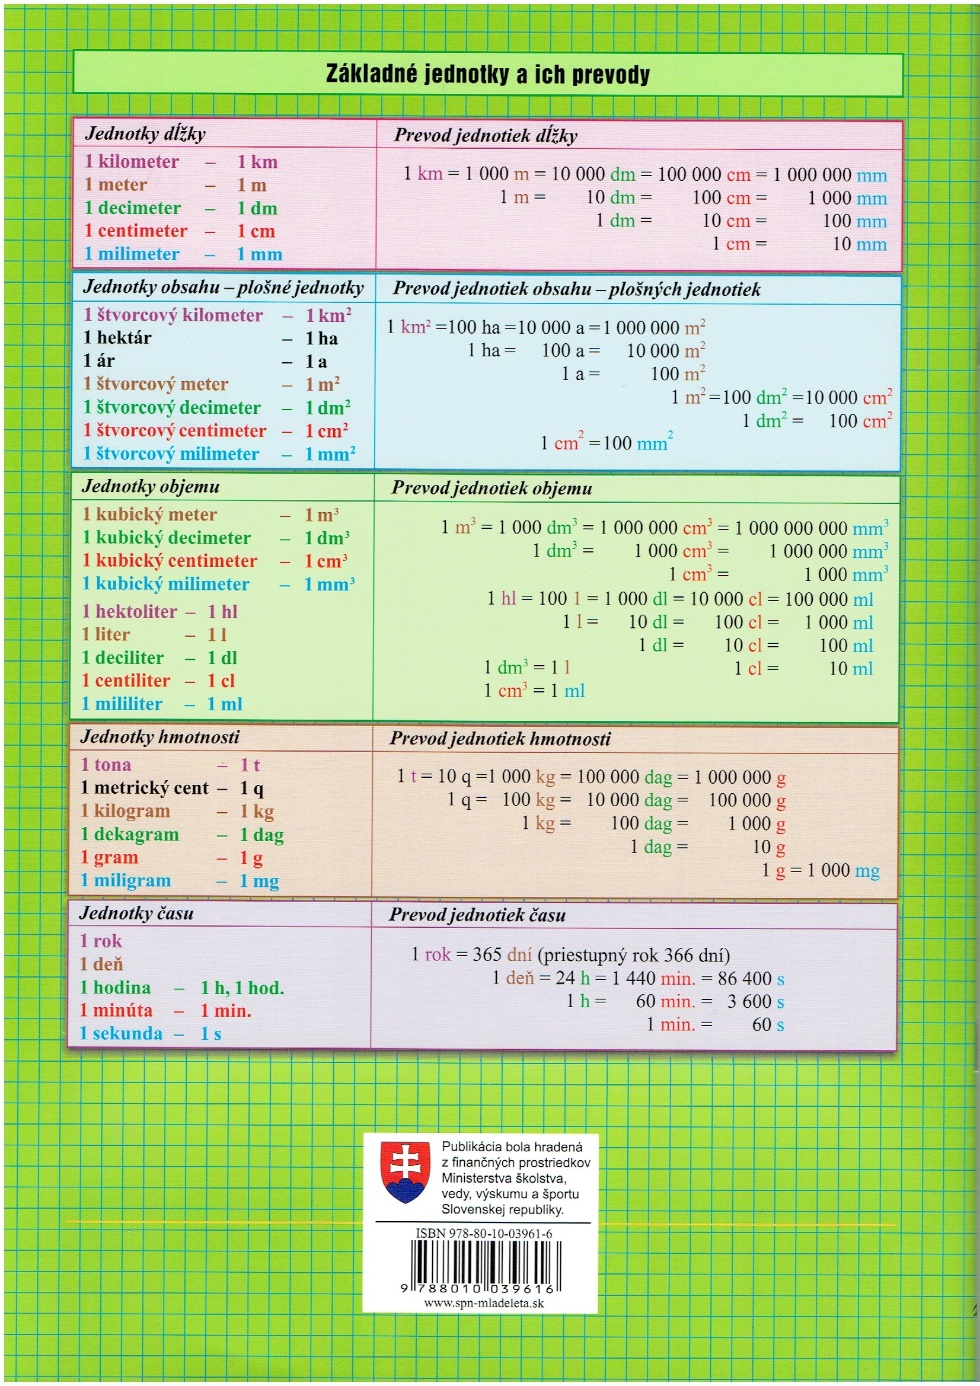 Základné jednotky a ich prevody
Jednotky dĺžky
1 kilometer – 1 km
1 meter – 1 m
1 decimeter – 1 dm
1 centimeter – 1 cm
1 milimeter – 1 mm
Prevod jednotiek dĺžky
1 km = 1 000 m = 10 000 dm = 100 000 cm = 1 000 000 mm
1 m = 10 dm = 100 cm = 1 000 mm
1 dm = 10 cm = 100 mm
1 cm = 10 mm
Jednotky obsahu – plošné jednotky
1 štvorcový kilometer – 1 km²
1 hektár – 1 ha
1 ár – 1 a
1 štvorcový meter – 1 m²
1 štvorcový decimeter – 1 dm²
1 štvorcový centimeter – 1 cm²
1 štvorcový milimeter – 1 mm²
Prevod jednotiek obsahu – plošných jednotiek
1 km² = 100 ha = 10 000 a = 1 000 000 m²
1 ha = 100 a = 10 000 m²
1 a = 100 m²
1 m² = 100 dm² = 10 000 cm²
1 dm² = 100 cm²
1 cm² = 100 mm²
Jednotky objemu
1 kubický meter – 1 m³
1 kubický decimeter – 1 dm³
1 kubický centimeter – 1 cm³
1 kubický milimeter – 1 mm³
1 hektoliter – 1 hl
1 liter – 1 l
1 deciliter – 1 dl
1 centiliter – 1 cl
1 mililiter – 1 ml
Prevod jednotiek objemu
1 m³ = 1 000 dm³ = 1 000 000 cm³ = 1 000 000 000 mm³
1 dm³ = 1 000 cm³ = 1 000 000 mm³
1 cm³ = 1 000 mm³
1 hl = 100 l = 1 000 dl = 10 000 cl = 100 000 ml
1 l = 10 dl = 100 cl = 1 000 ml
1 dl = 10 cl = 100 ml
1 dm³ = 1 l 1 cl = 10 ml
1 cm³ = 1 ml
Jednotky hmotnosti
1 tona – 1 t
1 metrický cent – 1 q
1 kilogram – 1 kg
1 dekagram – 1 dag
1 gram – 1 g
1 miligram – 1 mg
Prevod jednotiek hmotnosti
1 t = 10 q = 1 000 kg = 100 000 dag = 1 000 000 g
1 q = 100 kg = 10 000 dag = 100 000 g
1 kg = 100 dag = 1 000 g
1 dag = 10 g
1 g = 1 000 mg
Jednotky času
1 rok
1 deň
1 hodina – 1 h, 1 hod.
1 minúta – 1 min.
1 sekunda – 1 s
Prevod jednotiek času
1 rok = 365 dní (priestupný rok 366 dní)
1 deň = 24 h = 1 440 min. = 86 400 s
1 h = 60 min. = 3 600 s
1 min. = 60 s
Publikácia bola hradená
z finančných prostriedkov
Ministerstva školstva,
vedy, výskumu a športu
Slovenskej republiky.
ISBN 978-80-10-03961-6
9 788010 039616
www.spn-mladeleta.sk